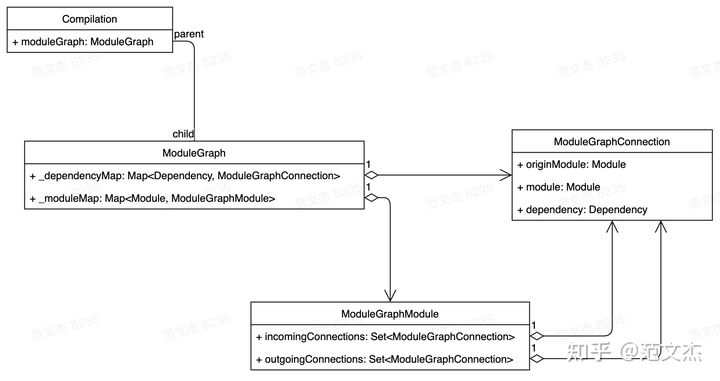 Compilation
+ moduleGraph: ModuleGraph
parent
child
ModuleGraph
+ _dependencyMap: Map<Dependency, ModuleGraphConnection>
+ _moduleMap: Map<Module, ModuleGraphModule>
1
1
ModuleGraphConnection
+ originModule: Module
+ module: Module
+ dependency: Dependency
ModuleGraphModule
+ incomingConnections: Set<ModuleGraphConnection>
+ outgoingConnections: Set<ModuleGraphConnection>
1
1
知乎 @范文杰
范文杰 8235
范文杰 8235
范文杰 8235
范文杰 8235
范文杰 8235
范文杰 8235